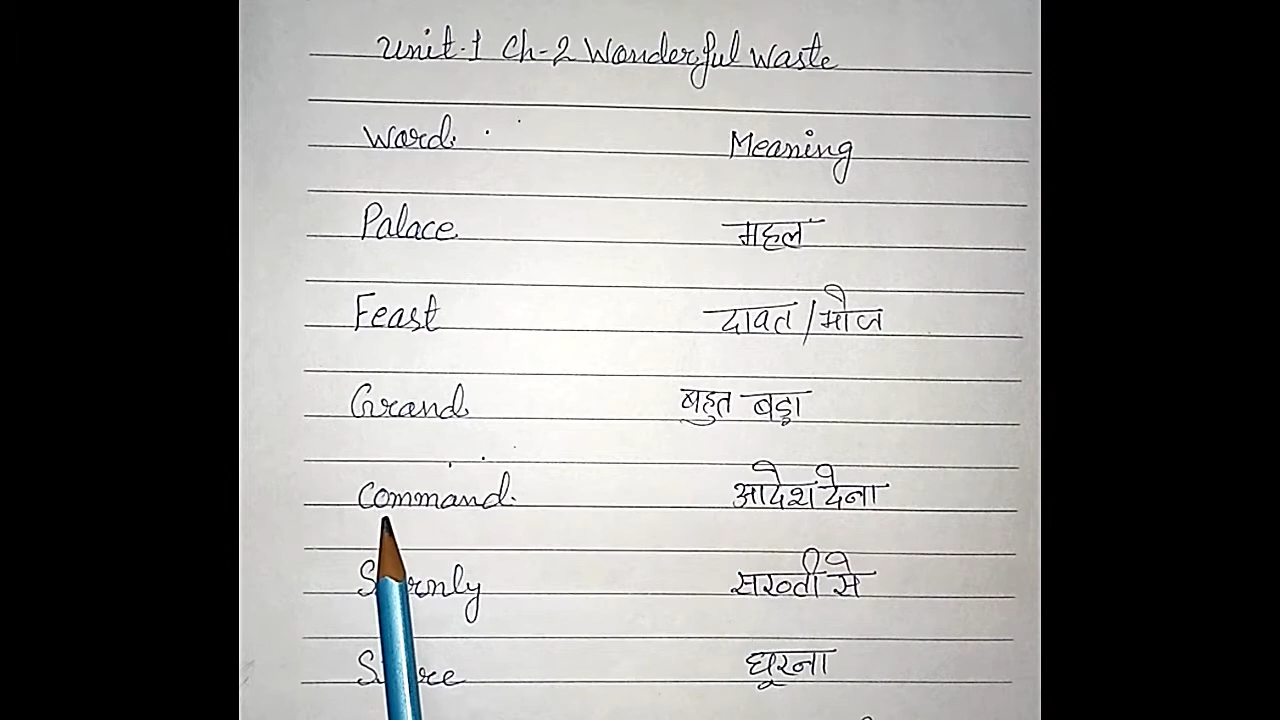 Unit-1 Ch-2 Wonderful Waste
Word Meaning
Palace महल
Feast दावत/भोज
Grand बहुत बड़ा
Command आदेश देना
सख्ती से
घूरना